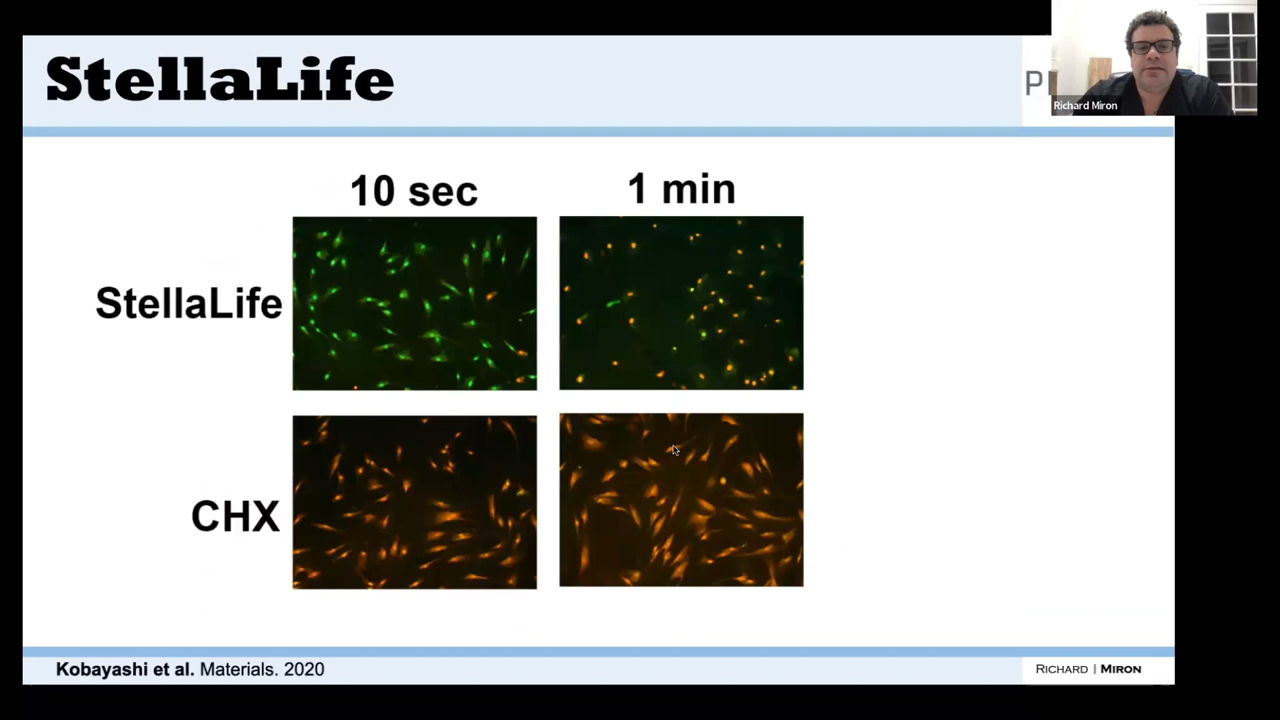 StellaLife
Richard Miron
10 sec
1 min
StellaLife
CHX
Kobayashi et al. Materials. 2020
RICHARD | MIRON